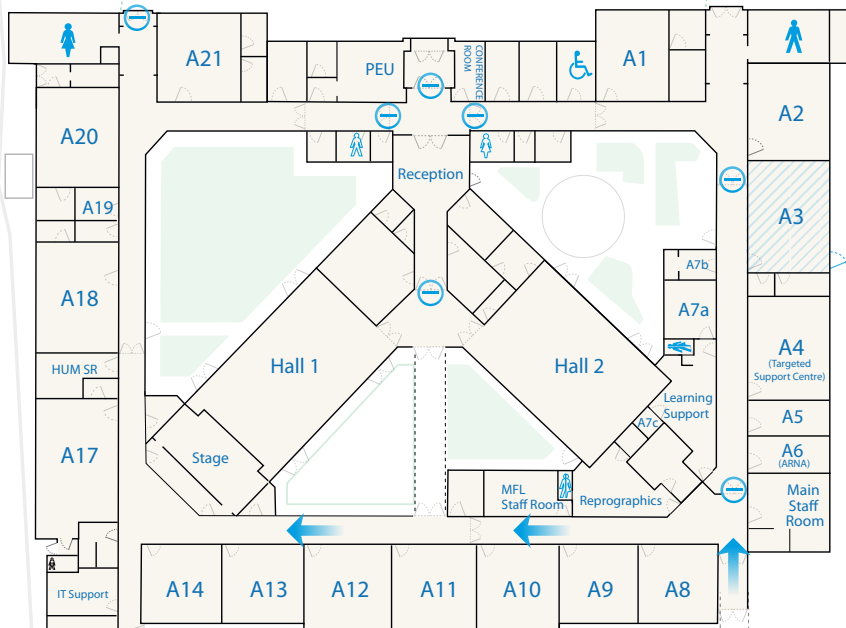 A21
PEU
CONFERENCE
ROOM
A1
A20
A2
Reception
A19
A3
A7b
A18
A7a
HUM SR
Hall 1
Hall 2
A4
(Targeted
Support Centre)
Learning
Support
A5
A7c
A17
Stage
A6
(ARNA)
MFL
Staff Room
Reprographics
Main
Staff
Room
IT Support
A14
A13
A12
A11
A10
A9
A8